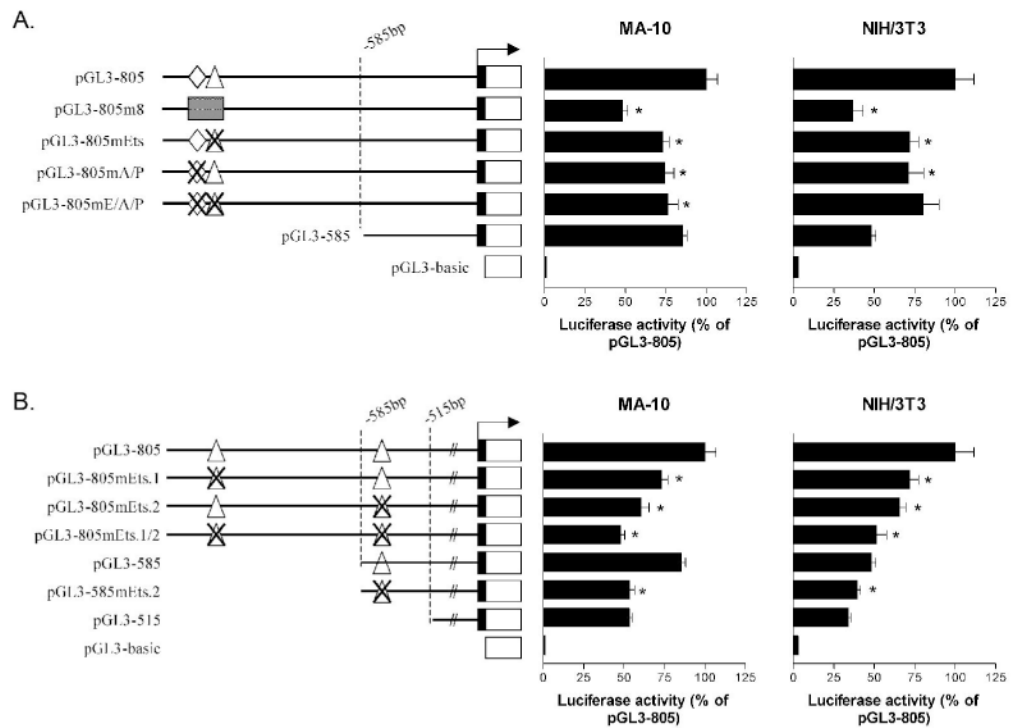 A.
-585bp
MA-10
NIH/3T3
pGL3-805
pGL3-805m8
*
*
pGL3-805mEts
*
*
pGL3-805mA/P
*
*
pGL3-805mE/A/P
*
pGL3-585
pGL3-basic
0 25 50 75 100 125
0 25 50 75 100 125
Luciferase activity (% of
pGL3-805)
Luciferase activity (% of
pGL3-805)
B.
-585bp
-515bp
MA-10
NIH/3T3
pGL3-805
pGL3-805mEts.1
*
*
pGL3-805mEts.2
*
*
pGL3-805mEts.1/2
*
*
pGL3-585
pGL3-585mEts.2
*
*
pGL3-515
pGL3-basic
0 25 50 75 100 125
0 25 50 75 100 125
Luciferase activity (% of
pGL3-805)
Luciferase activity (% of
pGL3-805)